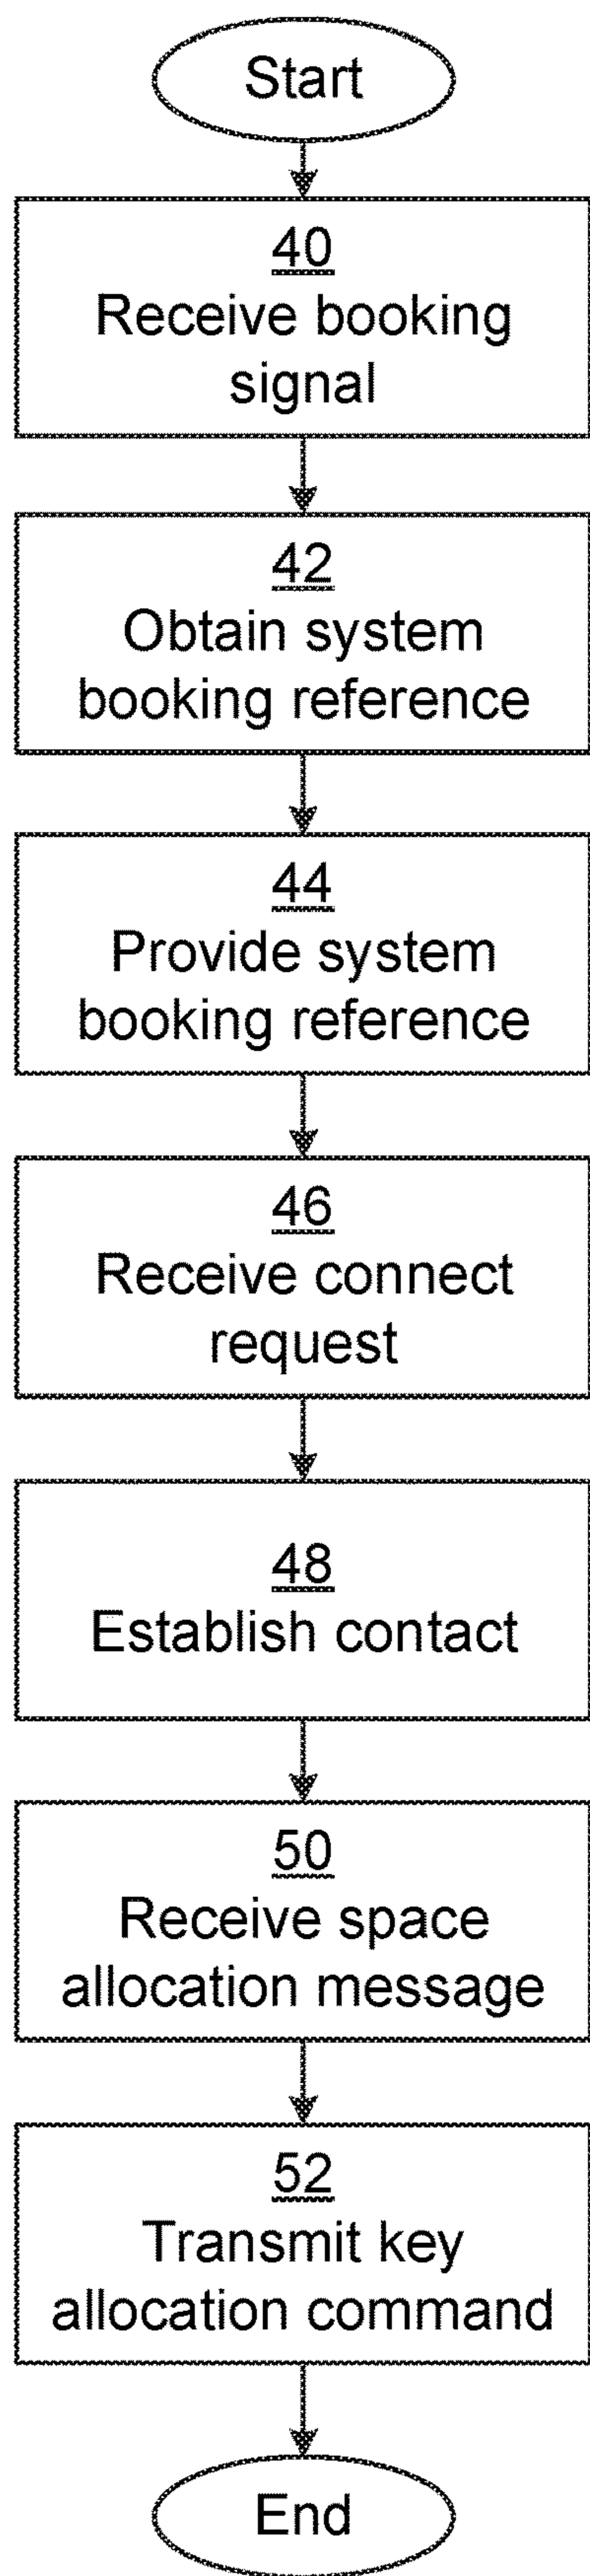 Start
40
Receive booking
signal
42
Obtain system
booking reference
44
Provide system
booking reference
46
Receive connect
request
48
Establish contact
50
Receive space
allocation message
52
Transmit key
allocation command
End